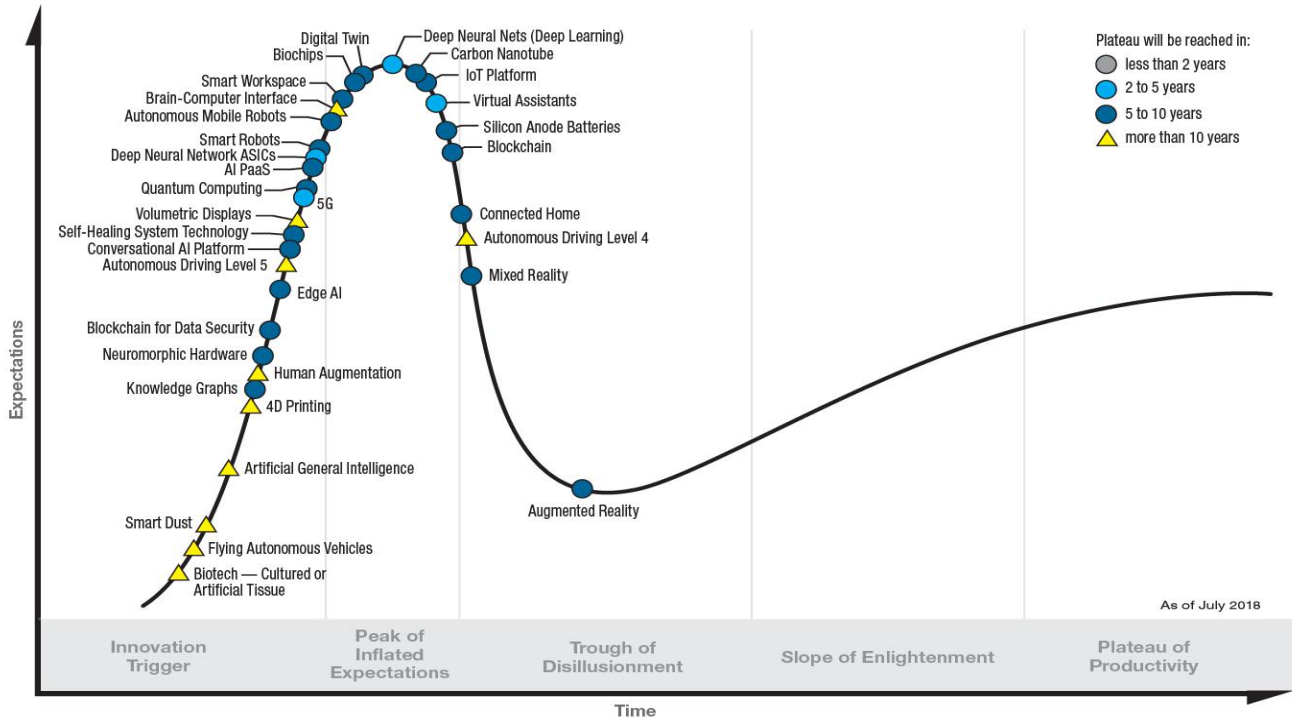 Digital Twin
Biochips
Smart Workspace
Brain-Computer Interface
Autonomous Mobile Robots
Smart Robots
Deep Neural Network ASICs
AI PaaS
Quantum Computing
5G
Volumetric Displays
Self-Healing System Technology
Conversational AI Platform
Autonomous Driving Level 5
Edge AI
Blockchain for Data Security
Neuromorphic Hardware
Human Augmentation
Knowledge Graphs
4D Printing
Artificial General Intelligence
Smart Dust
Flying Autonomous Vehicles
Biotech — Cultured or
Artificial Tissue
Deep Neural Nets (Deep Learning)
Carbon Nanotube
IoT Platform
Virtual Assistants
Silicon Anode Batteries
Blockchain
Connected Home
Autonomous Driving Level 4
Mixed Reality
Augmented Reality
Plateau will be reached in:
less than 2 years
2 to 5 years
5 to 10 years
more than 10 years
As of July 2018
Expectations
Innovation
Trigger
Peak of
Inflated
Expectations
Trough of
Disillusionment
Slope of Enlightenment
Plateau of
Productivity
Time